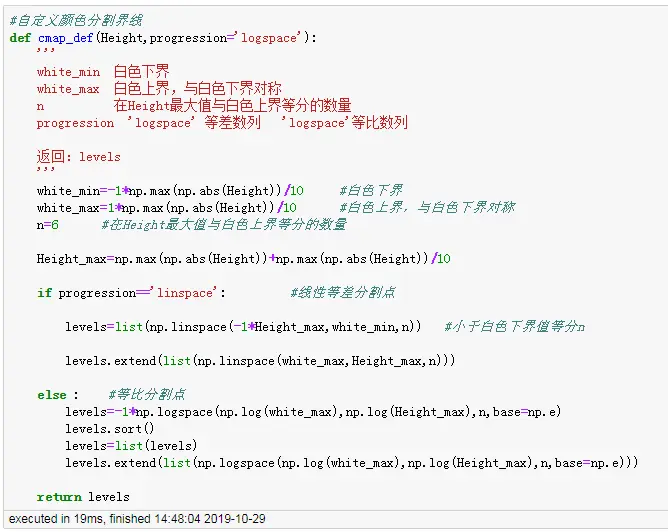 #自定义颜色分割界线
def cmap_def(Height,progression='logspace'):
    '''
    white_min  白色下界
    white_max  白色上界，与白色下界对称
    n          在Height最大值与白色上界等分的数量
    progression  'logspace' 等差数列   'logspace'等比数列

    返回：levels
    '''
    white_min=-1*np.max(np.abs(Height))/10     #白色下界
    white_max=1*np.max(np.abs(Height))/10      #白色上界，与白色下界对称
    n=6      #在Height最大值与白色上界等分的数量

    Height_max=np.max(np.abs(Height))+np.max(np.abs(Height))/10

    if progression=='linspace':         #线性等差分割点

        levels=list(np.linspace(-1*Height_max,white_min,n))   #小于白色下界值等分n

        levels.extend(list(np.linspace(white_max,Height_max,n)))

    else :    #等比分割点
        levels=-1*np.logspace(np.log(white_max),np.log(Height_max),n,base=np.e)
        levels.sort()
        levels=list(levels)
        levels.extend(list(np.logspace(np.log(white_max),np.log(Height_max),n,base=np.e)))

    return levels
executed in 19ms, finished 14:48:04 2019-10-29